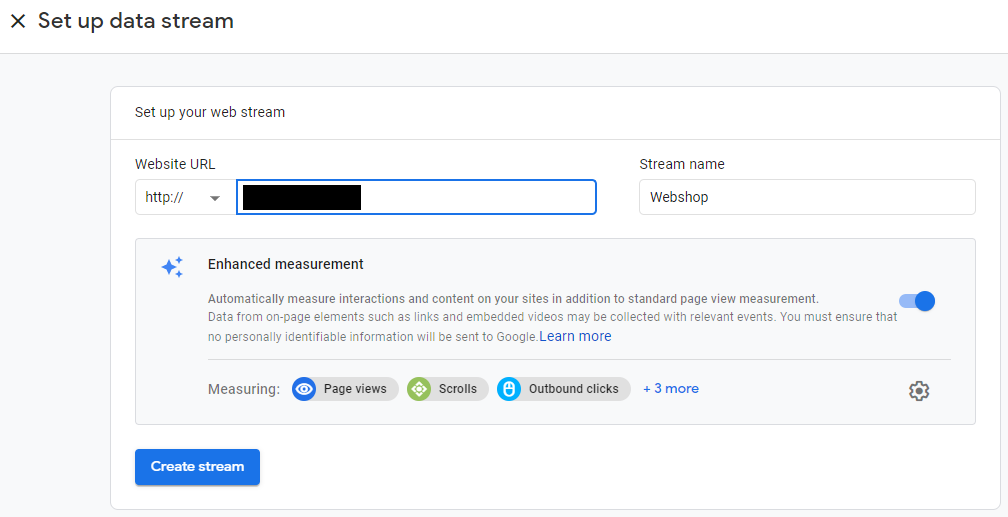 Set up data stream
Set up your web stream
Website URL
Stream name
http://
Webshop
Enhanced measurement
Automatically measure interactions and content on your sites in addition to standard page view measurement.
Data from on-page elements such as links and embedded videos may be collected with relevant events. You must ensure that
no personally identifiable information will be sent to Google.Learn more
Measuring: Page views Scrolls Outbound clicks + 3 more
Create stream